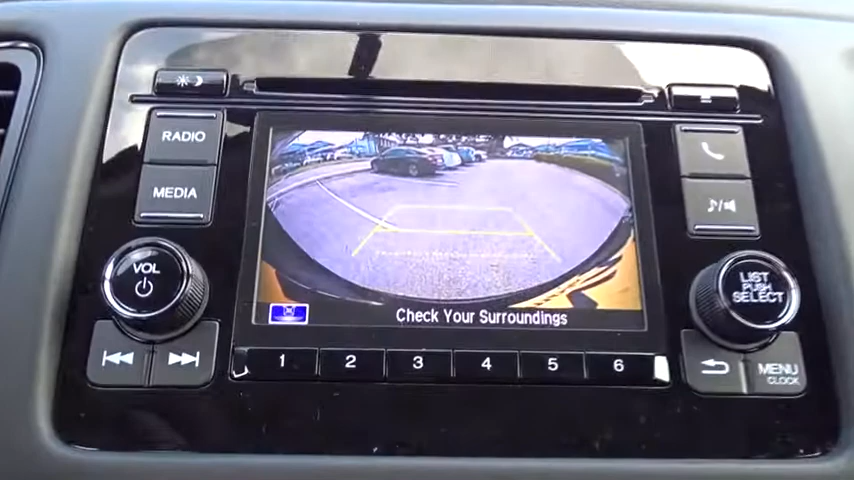 RADIO
MEDIA
VOL
CHECK YOUR SURROUNDINGS
1 2 3 4 5 6
LIST
PUSH
SELECT
MENU
CLOCK